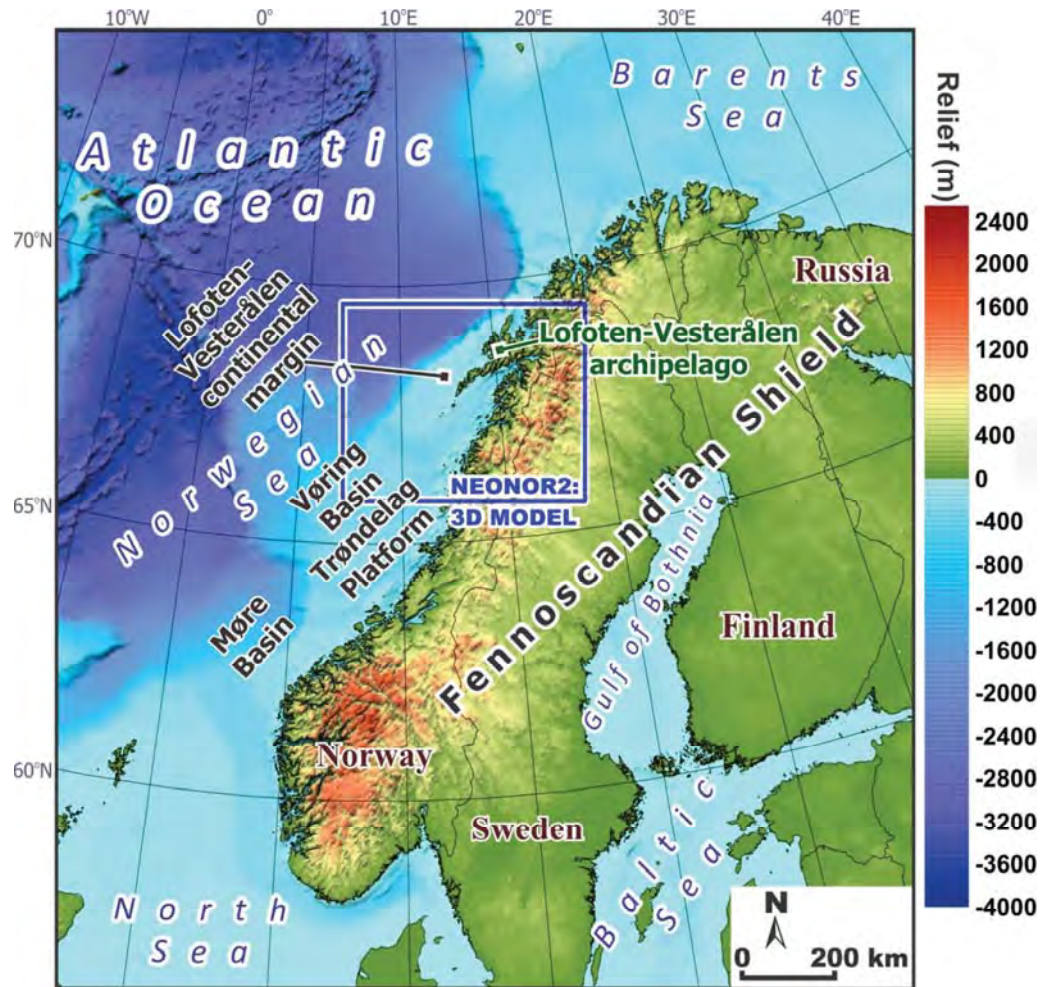 10°W 0° 10°E 20°E 30°E 40°E
Barents
Sea
Atlantic
Ocean
Relief (m)
70°N
65°N
60°N
Russia
Lofoten-
Vesterålen
continental
margin
Lofoten-Vesterålen
archipelago
Norwegian
Sea
Vøring
Basin
Trøndelag
Platform
NEONOR2:
3D MODEL
Fennoscandian Shield
Gulf of Bothnia
Finland
Møre
Basin
Norway
Sweden
Baltic
Sea
North
Sea
N
0 200 km
2400
2000
1600
1200
800
400
0
-400
-800
-1200
-1600
-2000
-2400
-2800
-3200
-3600
-4000